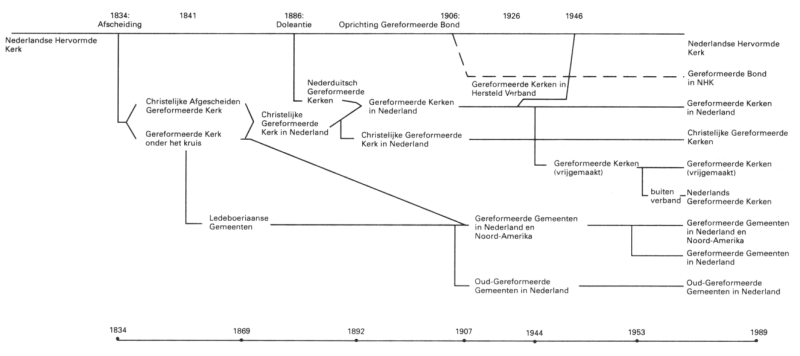 1834:
Afscheiding
1841
1886:
Doleantie
Oprichting Gereformeerde Bond
1906:
1926
1946
Nederlandse Hervormde
Kerk
Nederlandse Hervormde
Kerk
Gereformeerde Bond
in NHK
Nederduitsch
Gereformeerde
Kerken
Gereformeerde Kerken in
Hersteld Verband
Christelijke Afgescheiden
Gereformeerde Kerk
Christelijke
Gereformeerde
Kerk in Nederland
Gereformeerde Kerken
in Nederland
Gereformeerde Kerken
in Nederland
Gereformeerde Kerk
onder het kruis
Christelijke Gereformeerde
Kerk in Nederland
Christelijke Gereformeerde
Kerken
Gereformeerde Kerken
(vrijgemaakt)
Gereformeerde Kerken
(vrijgemaakt)
buiten
verband
Nederlands
Gereformeerde Kerken
Ledeboeriaanse
Gemeenten
Gereformeerde Gemeenten
in Nederland en
Noord-Amerika
Gereformeerde Gemeenten
in Nederland en
Noord-Amerika
Gereformeerde Gemeenten
in Nederland
Oud-Gereformeerde
Gemeenten in Nederland
Oud-Gereformeerde
Gemeenten in Nederland
1834
1869
1892
1907
1944
1953
1989